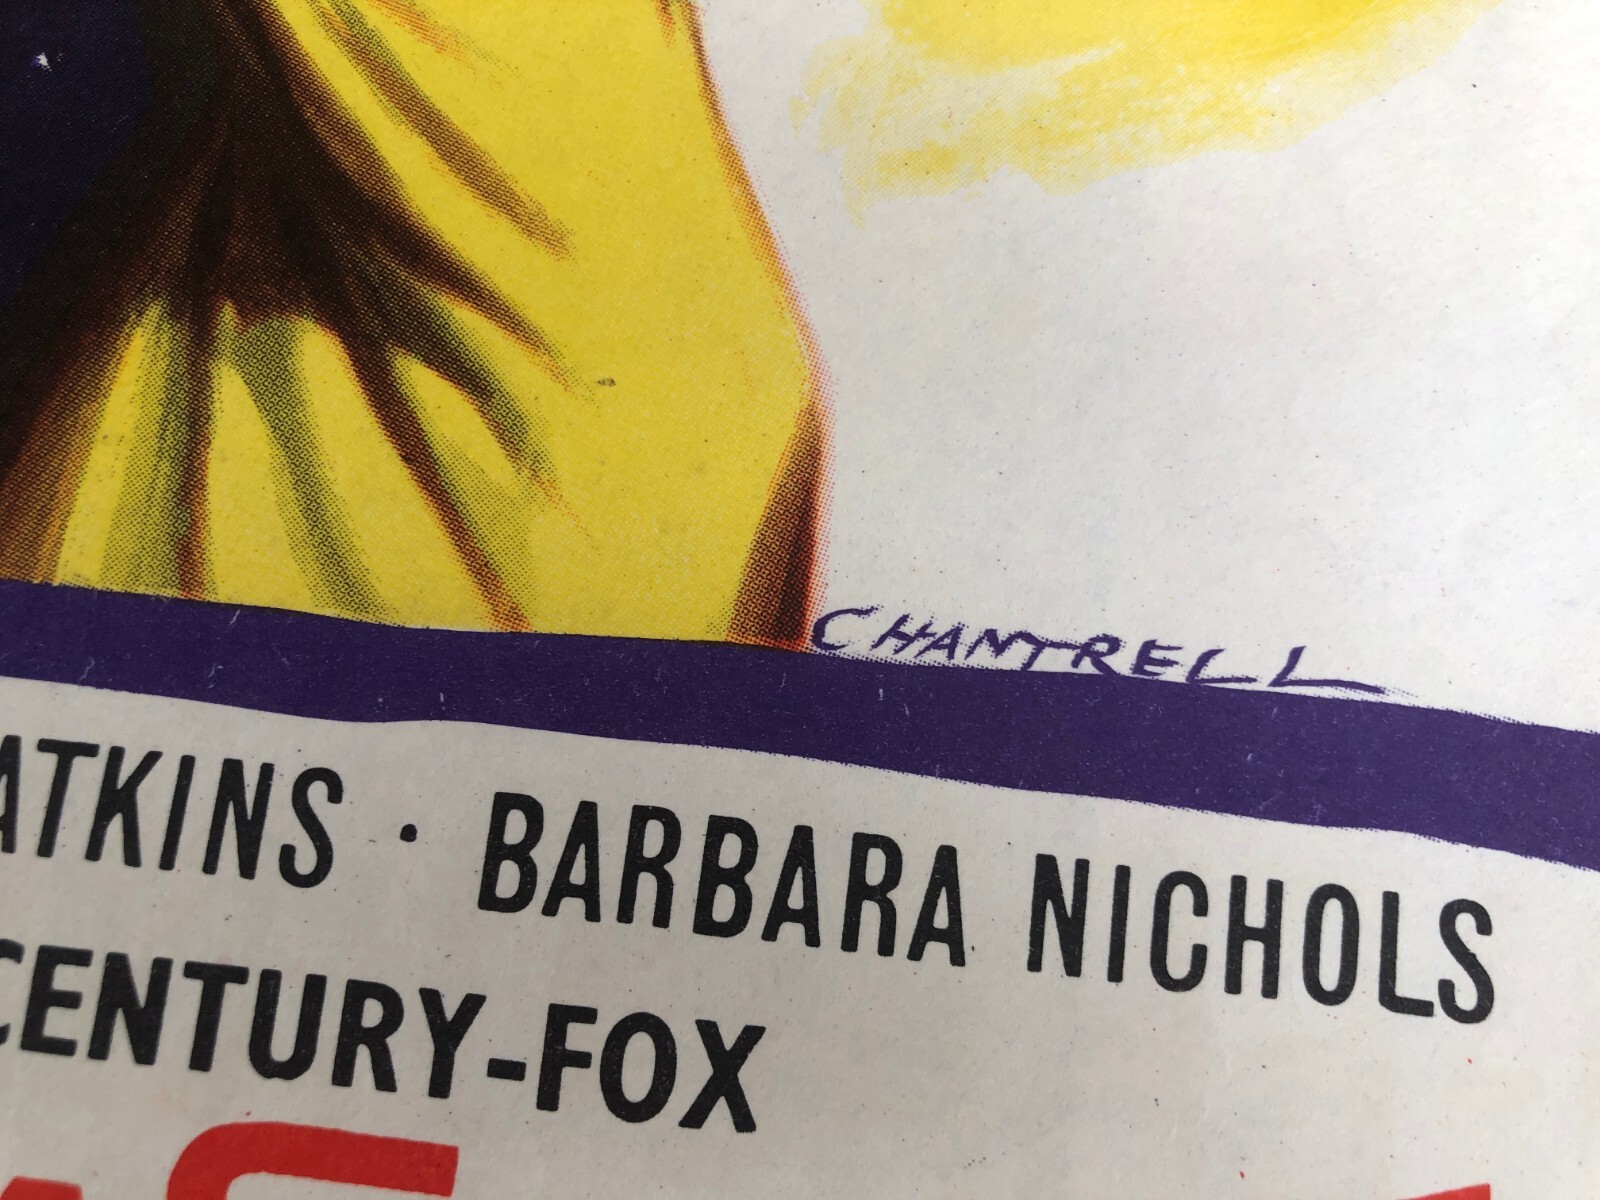 CHANTRELL
ATKINS · BARBARA NICHOLS
CENTURY-FOX